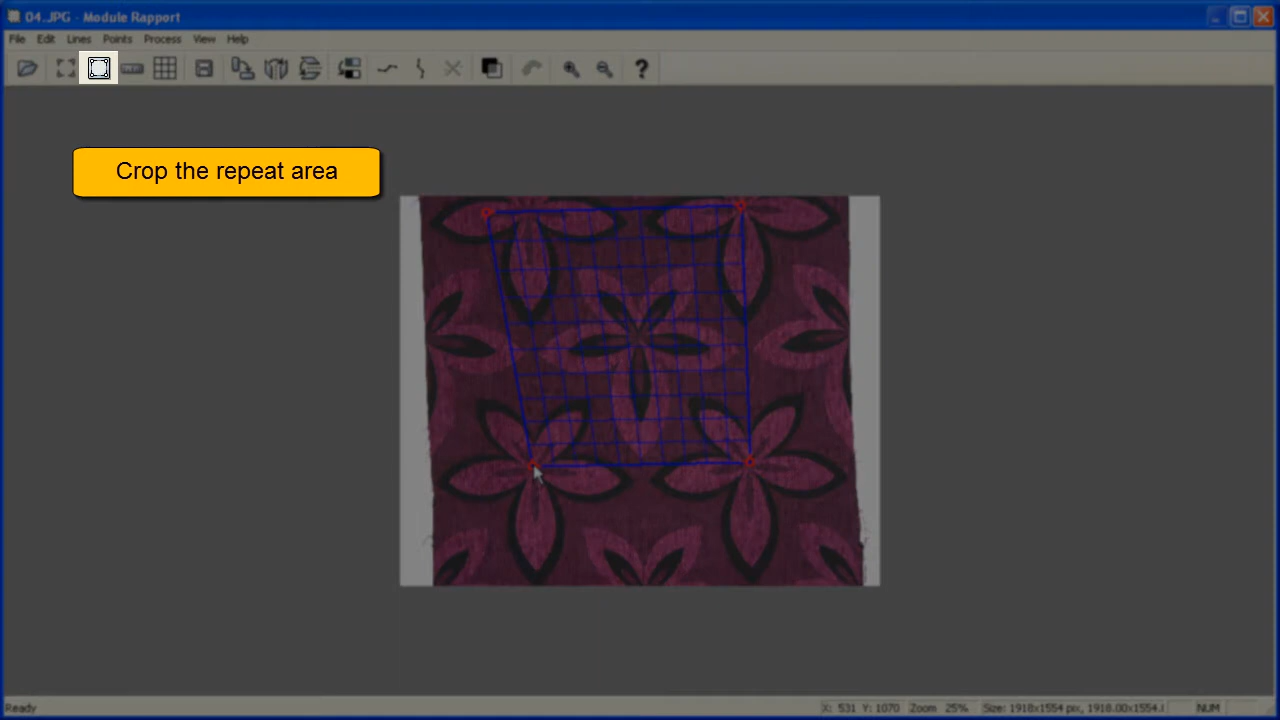 04.JPG - Module Rapport
File Edit Lines Points Process View Help
Crop the repeat area
Ready
X: 531 Y: 1070 Zoom 25% Size: 1918x1554 pix, 1918.00x1554.( NUM